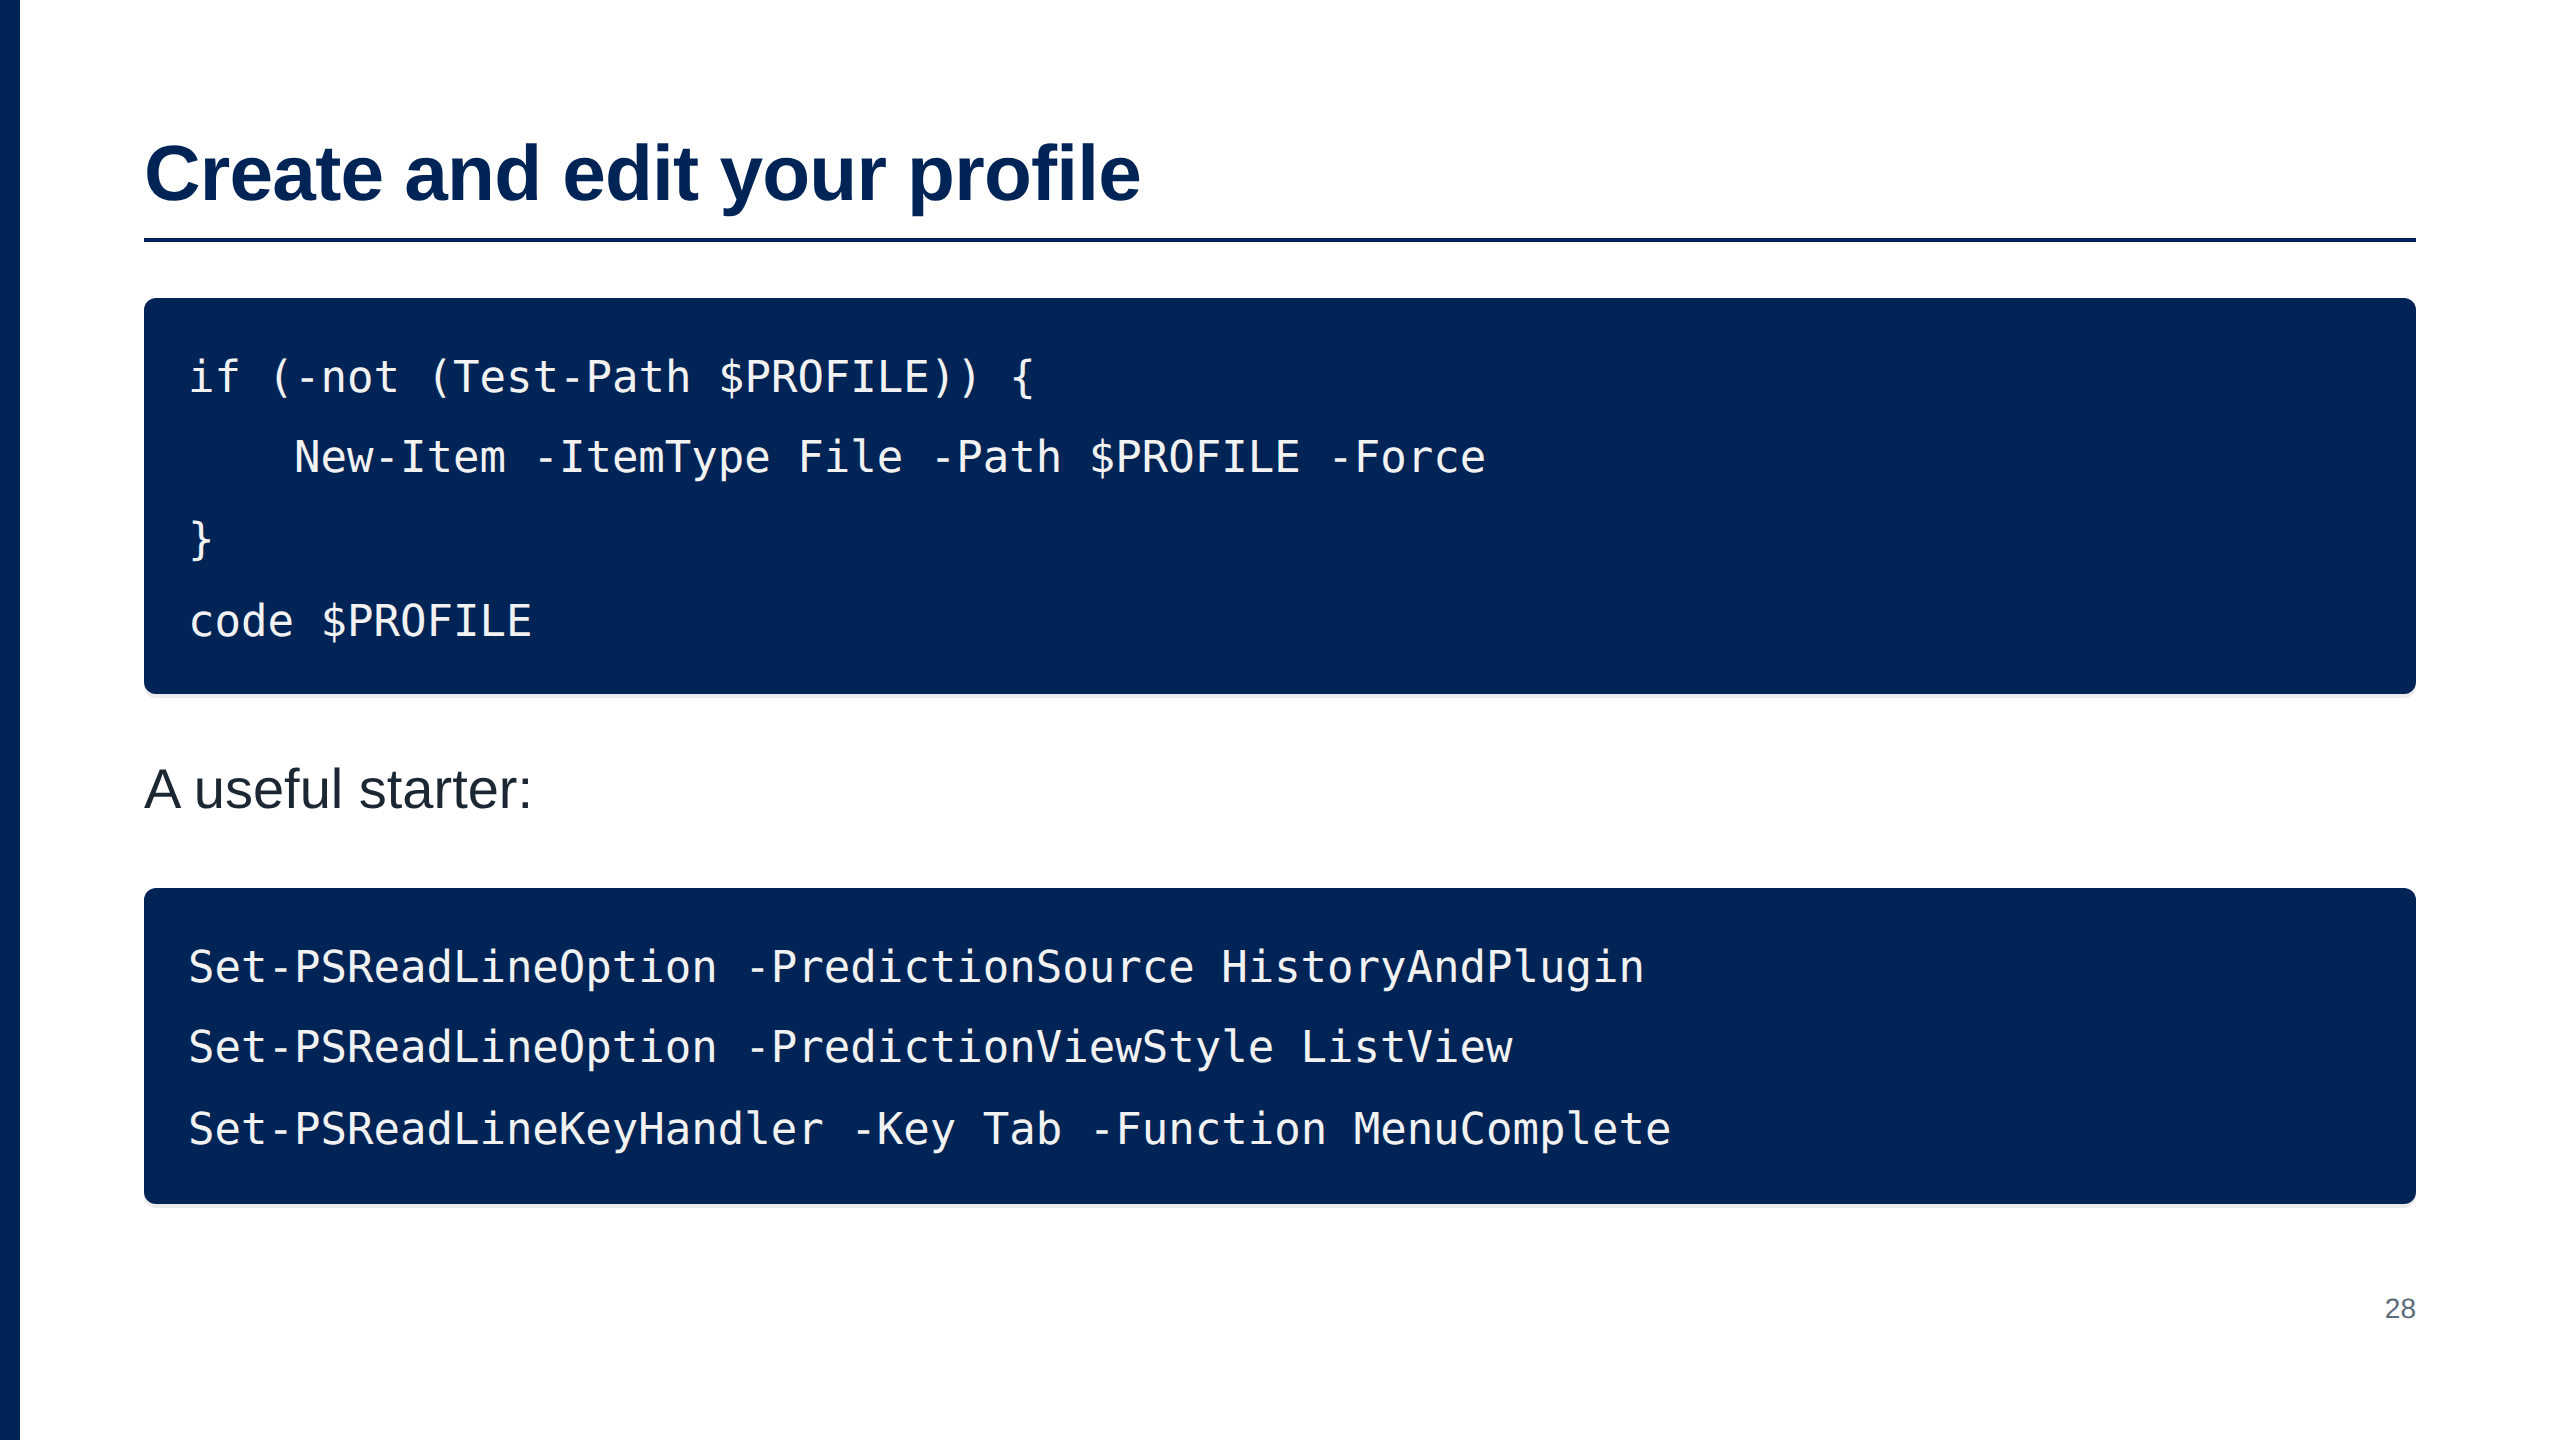 Create and edit your profile
if (-not (Test-Path $PROFILE)) {
    New-Item -ItemType File -Path $PROFILE -Force
}
code $PROFILE
A useful starter:
Set-PSReadLineOption -PredictionSource HistoryAndPlugin
Set-PSReadLineOption -PredictionViewStyle ListView
Set-PSReadLineKeyHandler -Key Tab -Function MenuComplete
28